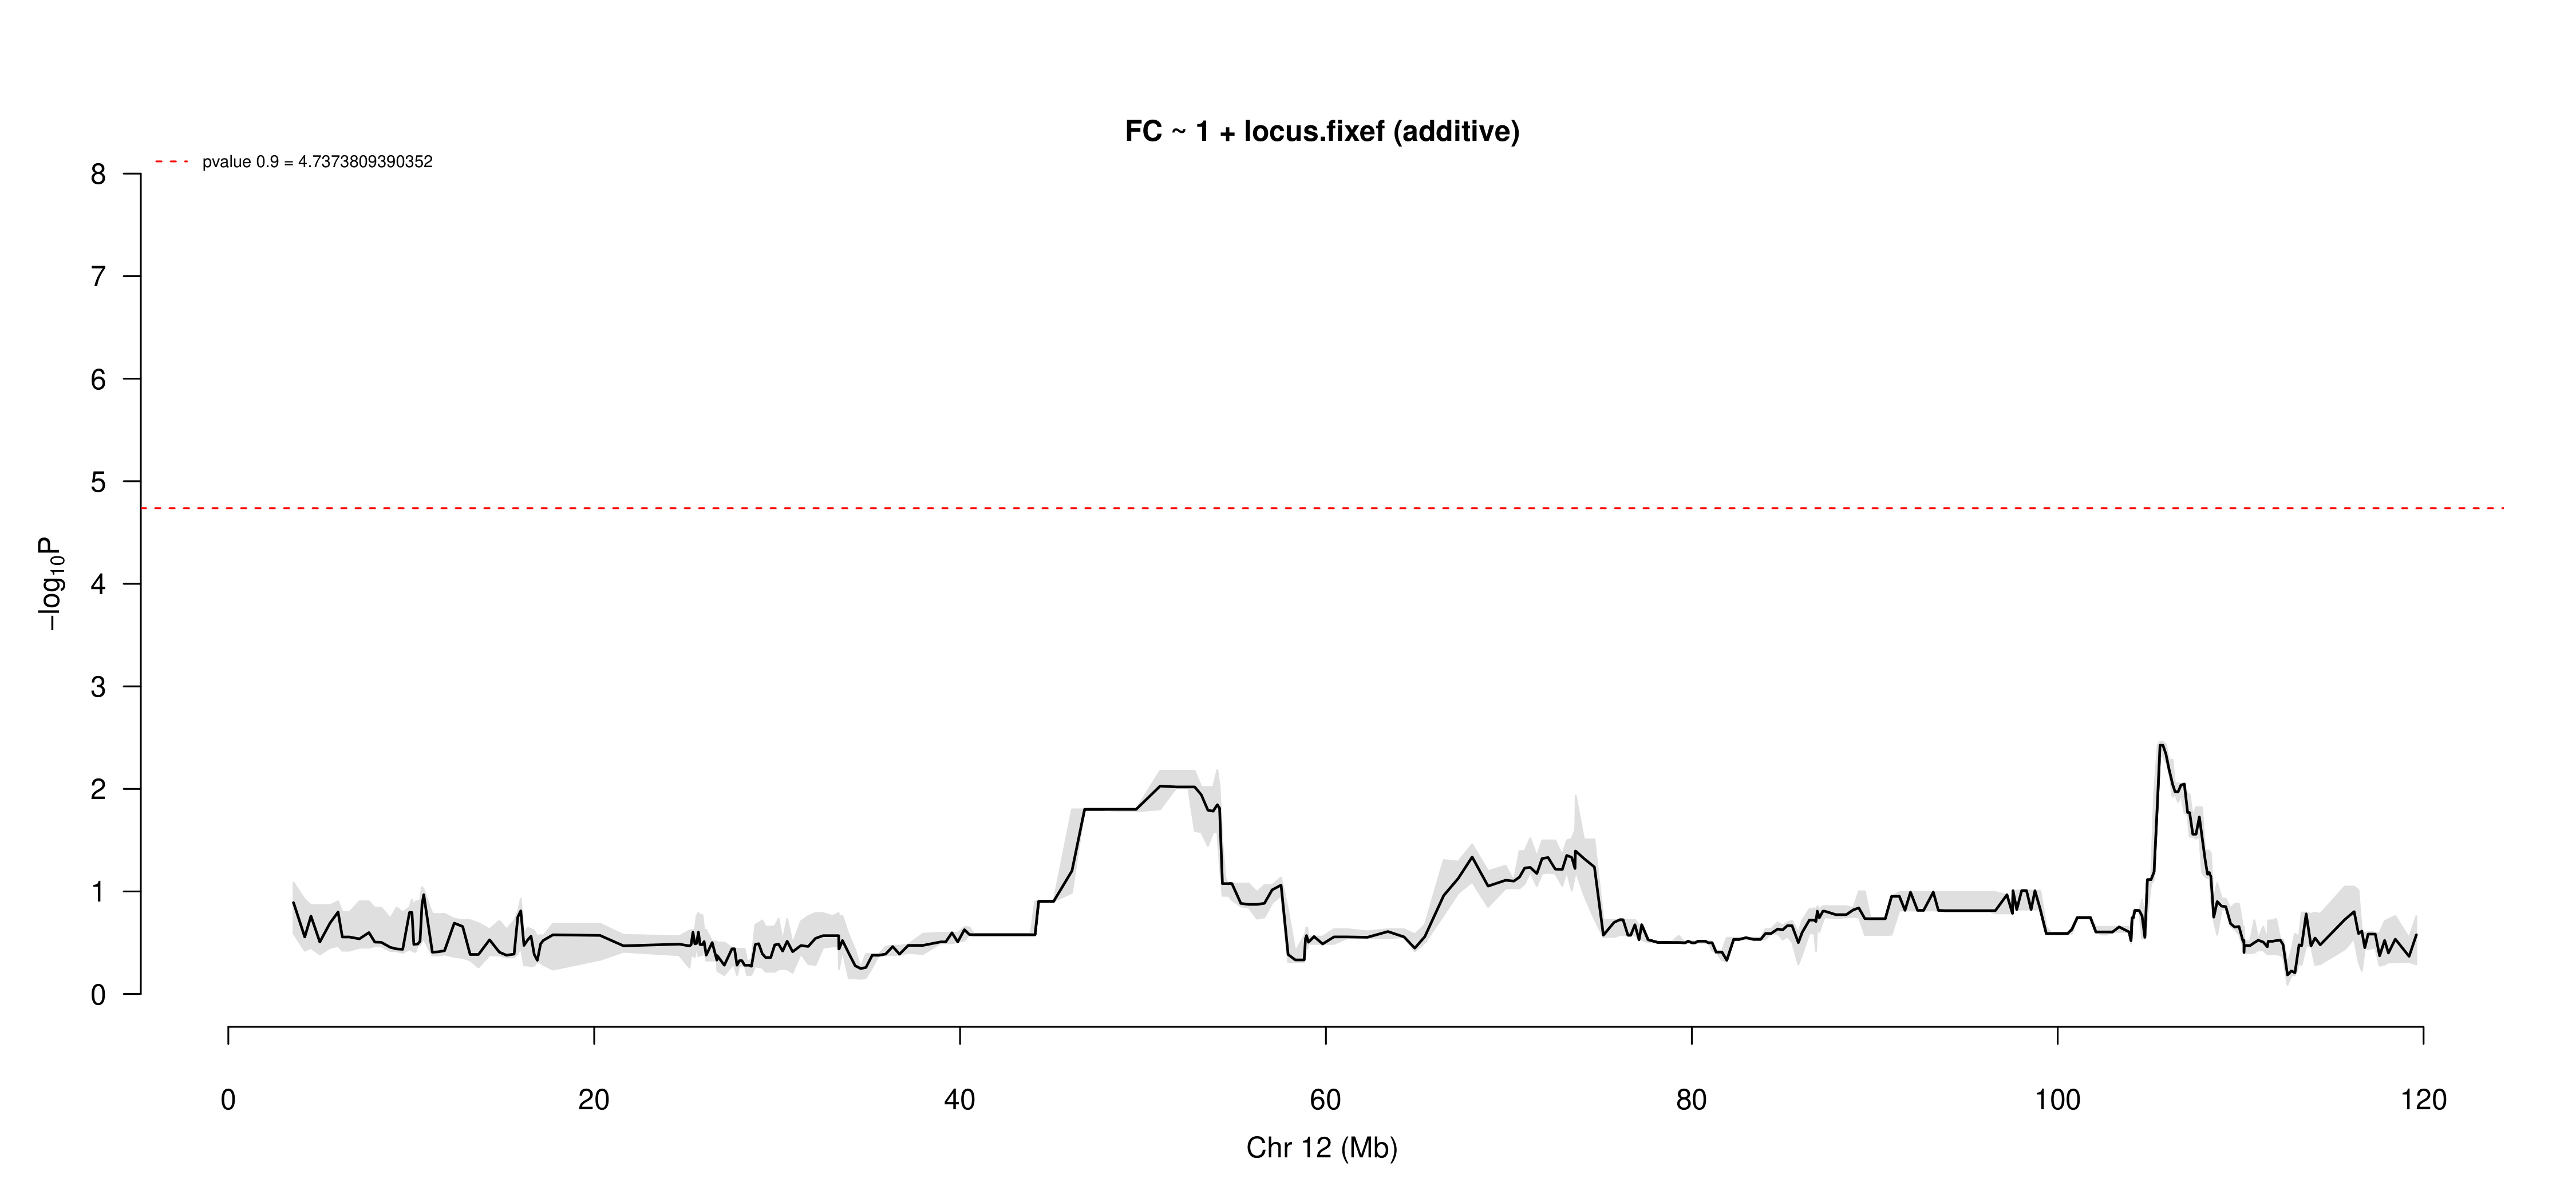 FC ~ 1 + locus.fixef (additive)
pvalue 0.9 = 4.7373809390352
8
7
6
5
4
3
2
1
0
−log10P
0 20 40 60 80 100 120
Chr 12 (Mb)